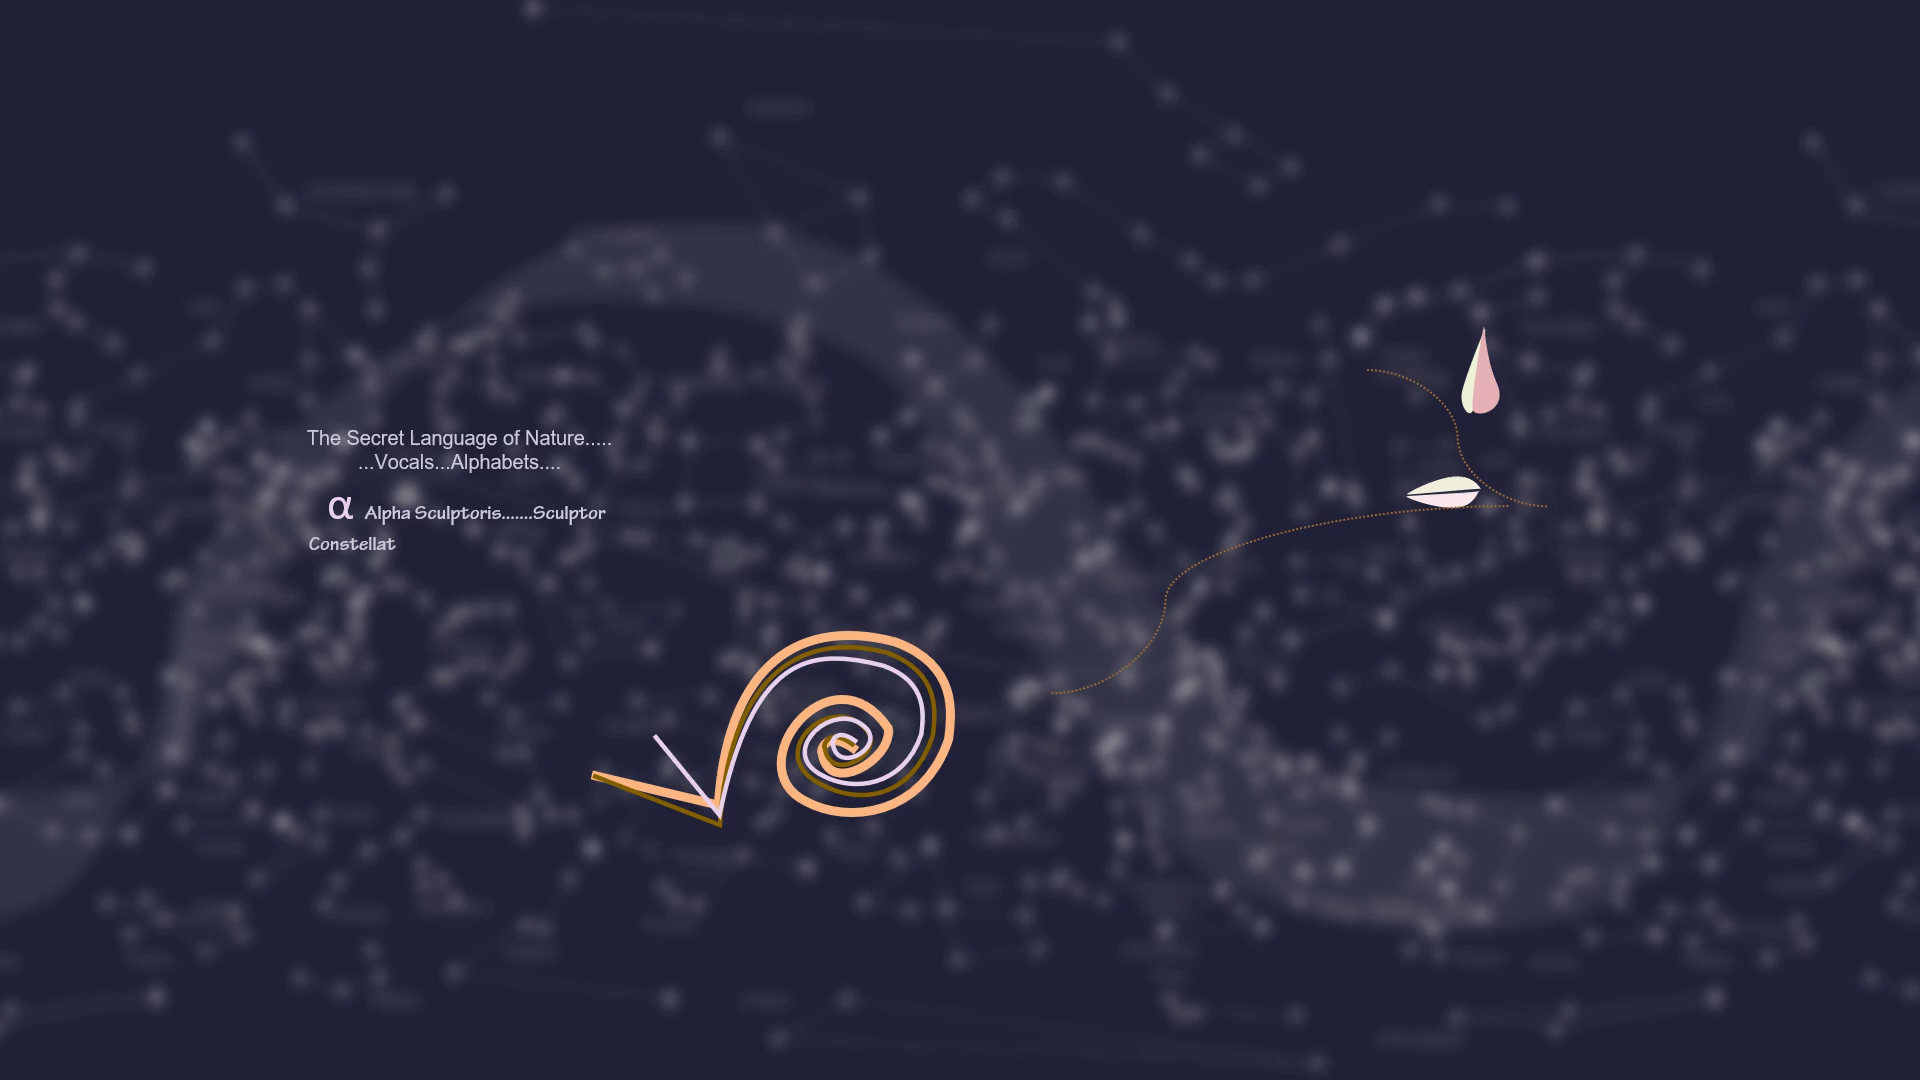 The Secret Language of Nature.....
...Vocals...Alphabets....
α Alpha Sculptoris.......Sculptor
Constellat